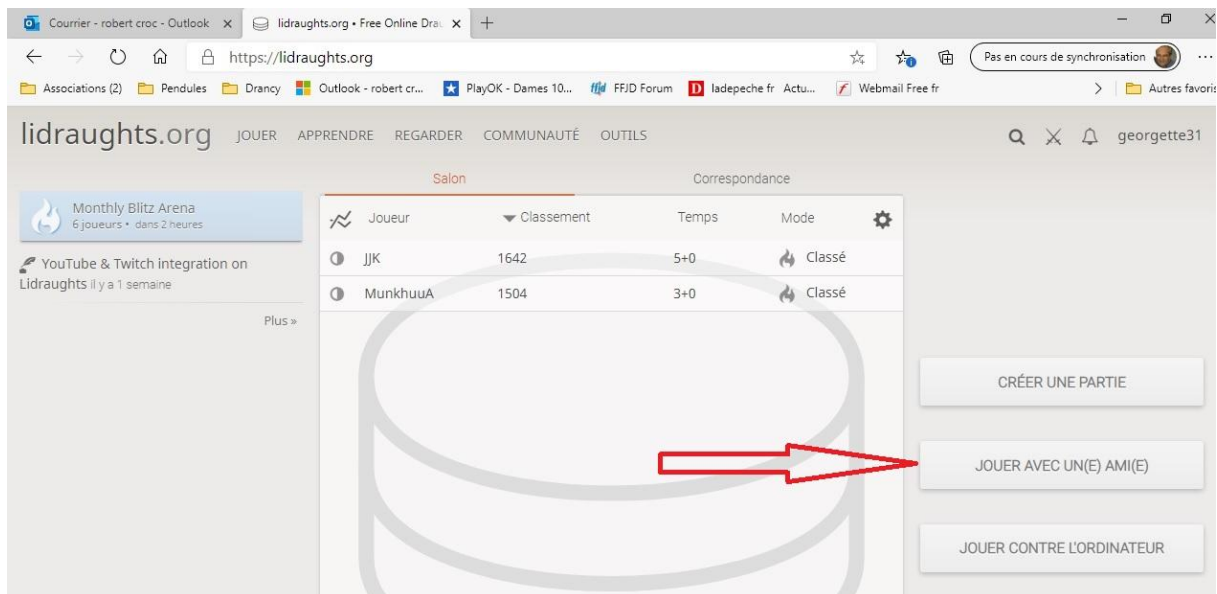 Courrier - robert croc - Outlook
lidraughts.org • Free Online Drau
https://lidraughts.org
Pas en cours de synchronisation
Associations (2) Pendules Drancy Outlook - robert cr... PlayOK - Dames 10... ffjd FFJD Forum D ladepeche fr Actu... Webmail Free fr Autres favoris
lidraughts.org JOUER APPRENDRE REGARDER COMMUNAUTÉ OUTILS georgette31
Salon Correspondance
Monthly Blitz Arena
6 joueurs • dans 2 heures
YouTube & Twitch integration on
Lidraughts il y a 1 semaine
Plus »
Joueur Classement Temps Mode
JJK 1642 5+0 Classé
MunkhuuA 1504 3+0 Classé
CRÉER UNE PARTIE
JOUER AVEC UN(E) AMI(E)
JOUER CONTRE L'ORDINATEUR